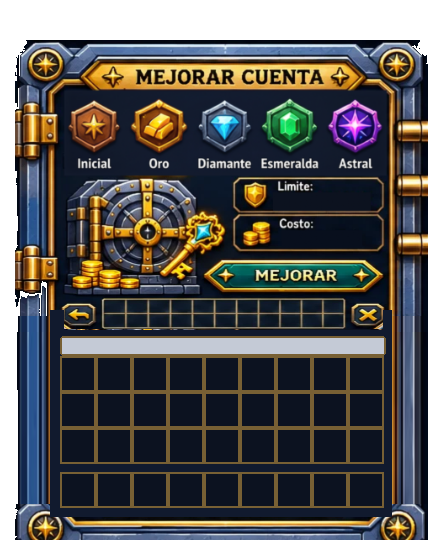 MEJORAR CUENTA
Inicial Oro Diamante Esmeralda Astral
Limite:
Costo:
MEJORAR